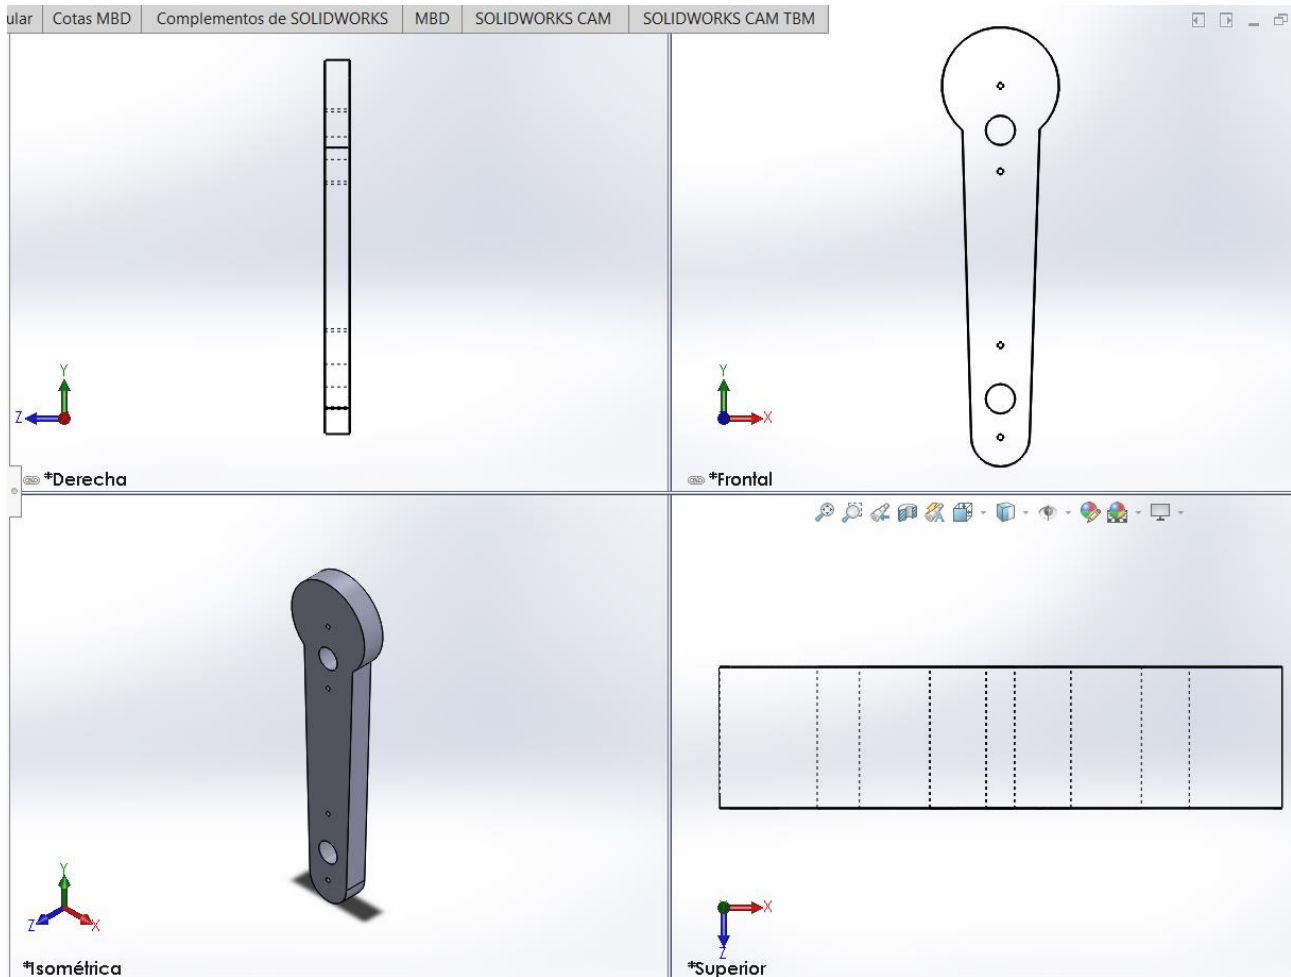 ular Cotas MBD Complementos de SOLIDWORKS MBD SOLIDWORKS CAM SOLIDWORKS CAM TBM
Y
Z
*Derecha
Y
X
*Frontal
Y
Z
X
*Isométrica
X
Z
*Superior